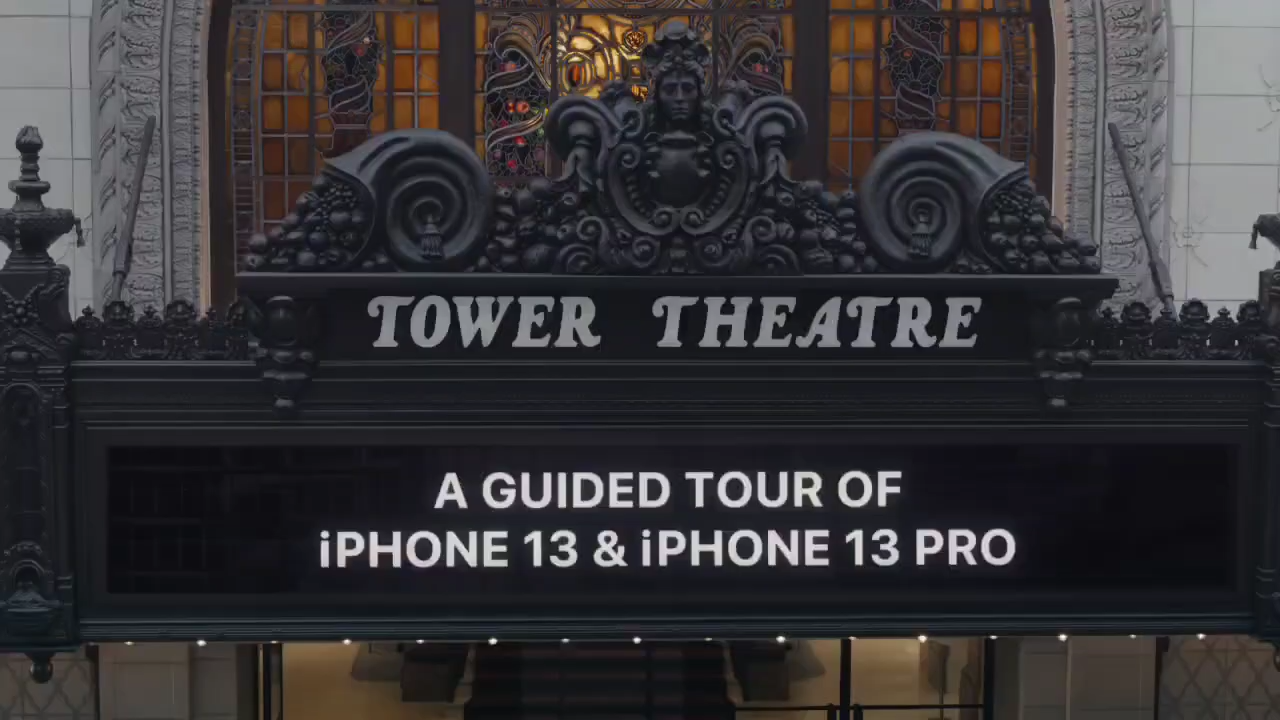 TOWER THEATRE
A GUIDED TOUR OF
iPHONE 13 & iPHONE 13 PRO